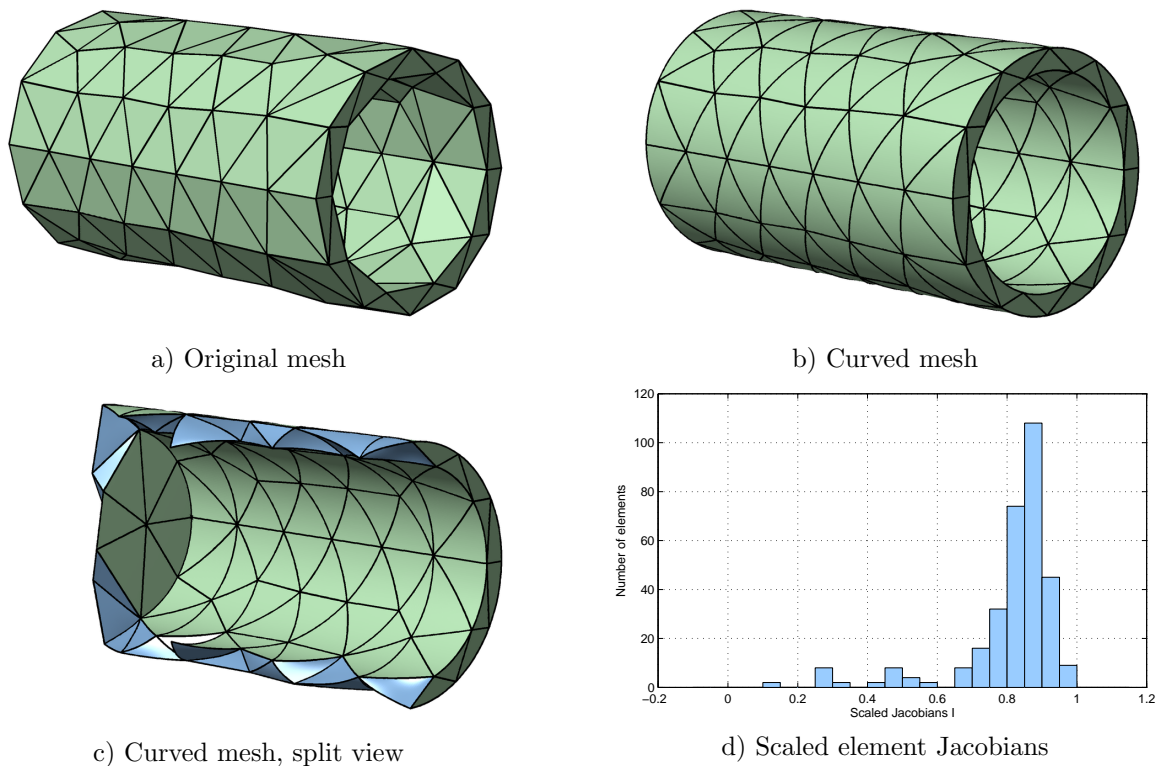 a) Original mesh
b) Curved mesh
120
100
80
60
40
20
0
Number of elements
−0.2
0
0.2
0.4
0.6
0.8
1
1.2
Scaled Jacobians I
c) Curved mesh, split view
d) Scaled element Jacobians